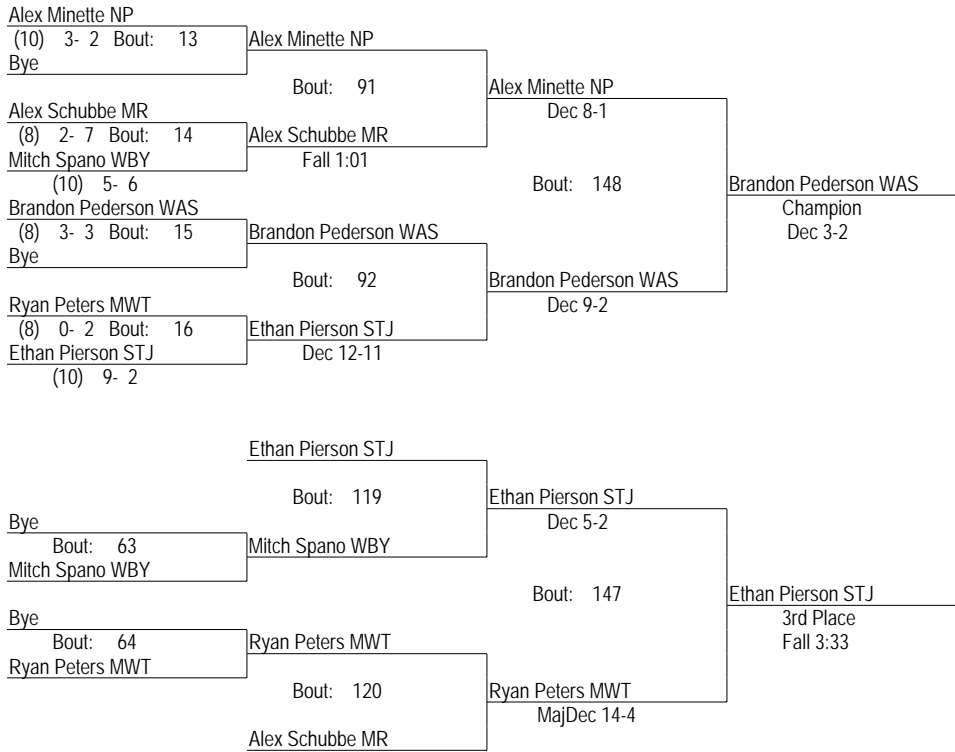 Alex Minette NP
(10) 3- 2 Bout: 13
Bye
Alex Minette NP
Bout: 91
Alex Schubbe MR
(8) 2- 7 Bout: 14
Mitch Spano WBY
(10) 5- 6
Alex Schubbe MR
Fall 1:01
Alex Minette NP
Dec 8-1
Bout: 148
Brandon Pederson WAS
(8) 3- 3 Bout: 15
Bye
Brandon Pederson WAS
Bout: 92
Ryan Peters MWT
(8) 0- 2 Bout: 16
Ethan Pierson STJ
(10) 9- 2
Ethan Pierson STJ
Dec 12-11
Brandon Pederson WAS
Dec 9-2
Brandon Pederson WAS
Champion
Dec 3-2
Ethan Pierson STJ
Bout: 119
Bye
Bout: 63
Mitch Spano WBY
Mitch Spano WBY
Ethan Pierson STJ
Dec 5-2
Bout: 147
Bye
Bout: 64
Ryan Peters MWT
Ryan Peters MWT
Bout: 120
Alex Schubbe MR
Ryan Peters MWT
MajDec 14-4
Ethan Pierson STJ
3rd Place
Fall 3:33